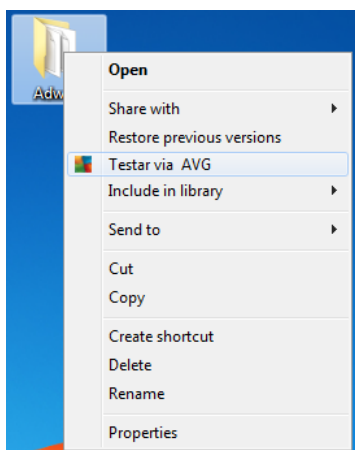 Adw
Open
Share with
Restore previous versions
Testar via AVG
Include in library
Send to
Cut
Copy
Create shortcut
Delete
Rename
Properties